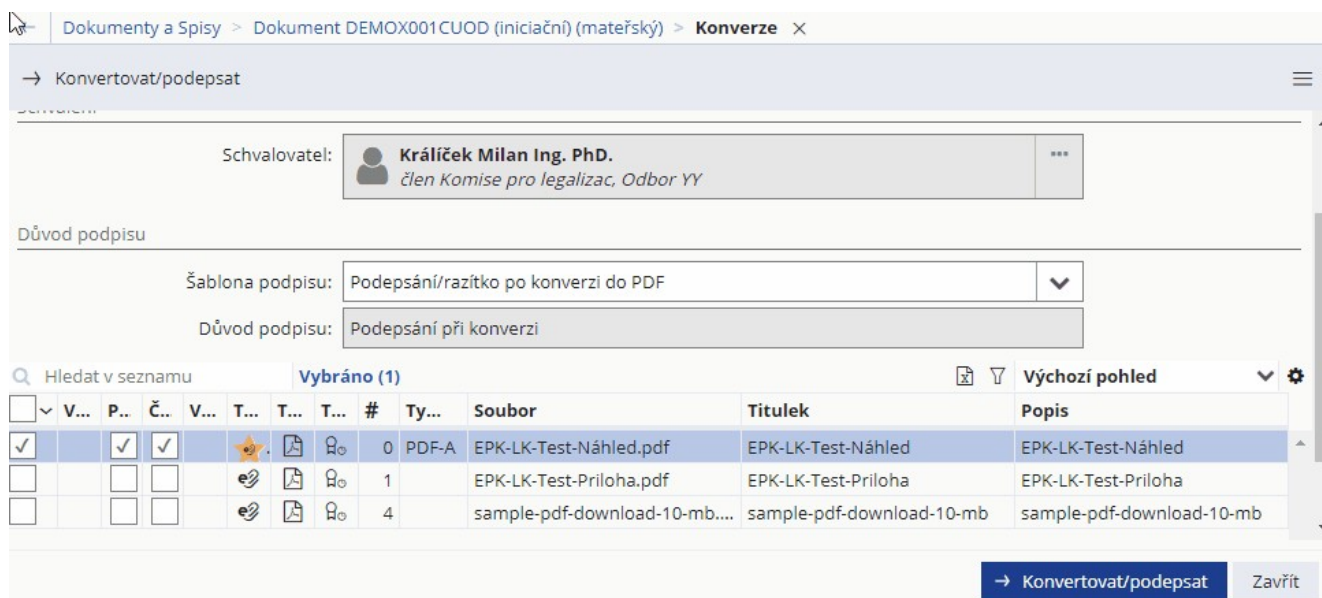 Dokumenty a Spisy > Dokument DEMOX001CUOD (iniciační) (mateřský) > Konverze ×
→ Konvertovat/podepsat
Schvalovatel: Králíček Milan Ing. PhD. ...
člen Komise pro legalizac, Odbor YY
Důvod podpisu
Šablona podpisu: Podepsání/razítko po konverzi do PDF
Důvod podpisu: Podepsání při konverzi
Hledat v seznamu Vybráno (1) Výchozí pohled
V... P... Č... V... T... T... T... # Ty... Soubor Titulek Popis
0 PDF-A EPK-LK-Test-Náhled.pdf EPK-LK-Test-Náhled EPK-LK-Test-Náhled
1 EPK-LK-Test-Priloha.pdf EPK-LK-Test-Priloha EPK-LK-Test-Priloha
4 sample-pdf-download-10-mb.... sample-pdf-download-10-mb sample-pdf-download-10-mb
→ Konvertovat/podepsat Zavřít